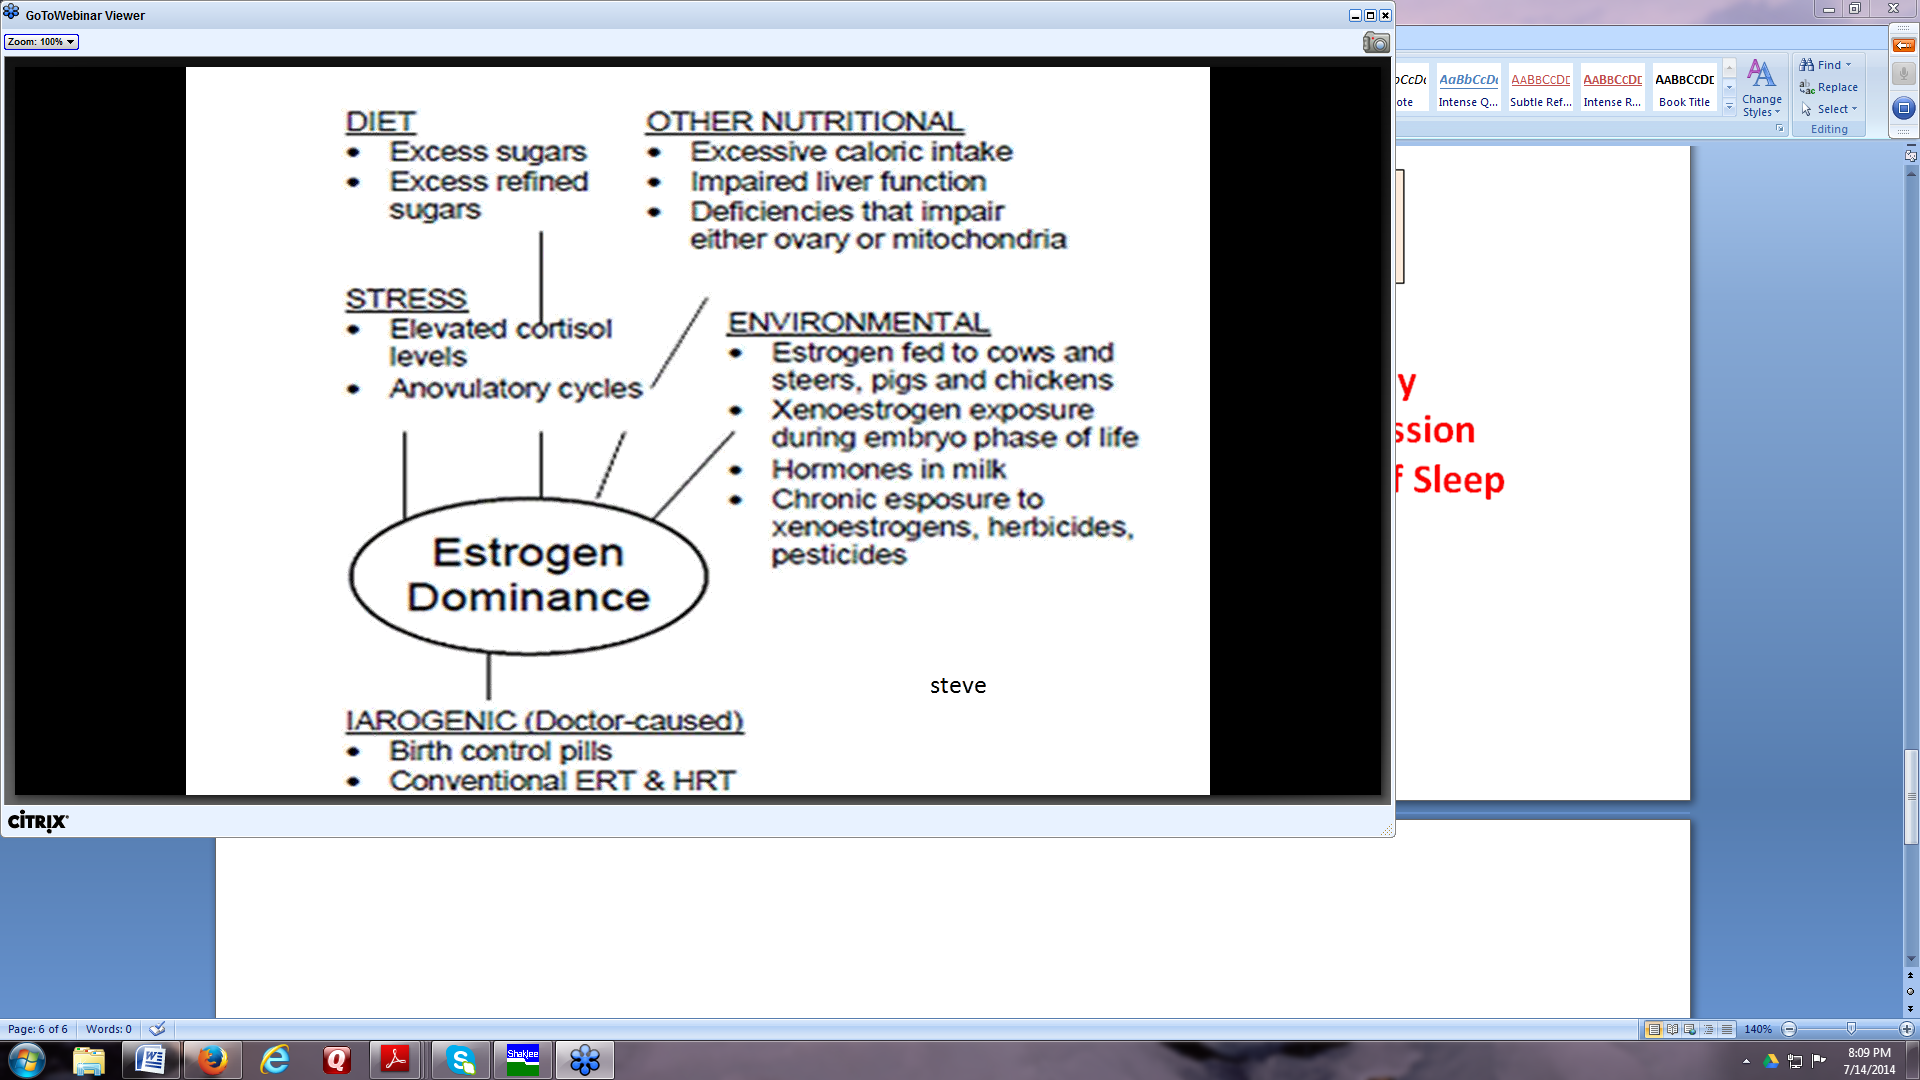 GoToWebinar Viewer
Zoom: 100%
DIET
• Excess sugars
• Excess refined
sugars
OTHER NUTRITIONAL
• Excessive caloric intake
• Impaired liver function
• Deficiencies that impair
either ovary or mitochondria
STRESS
• Elevated cortisol
levels
• Anovulatory cycles
ENVIRONMENTAL
• Estrogen fed to cows and
steers, pigs and chickens
• Xenoestrogen exposure
during embryo phase of life
• Hormones in milk
• Chronic esposure to
xenoestrogens, herbicides,
pesticides
Estrogen
Dominance
steve
IAROGENIC (Doctor-caused)
• Birth control pills
• Conventional ERT & HRT
CITRIX
AaBbCcDı AABBCCDI AABBCCDI AABBCCDE
Intense Q... Subtle Ref... Intense R... Book Title
Change
Styles
Find
Replace
Select
Editing
y
ssion
f Sleep
Page: 6 of 6 Words: 0
140%
Shaklee
8:09 PM
7/14/2014